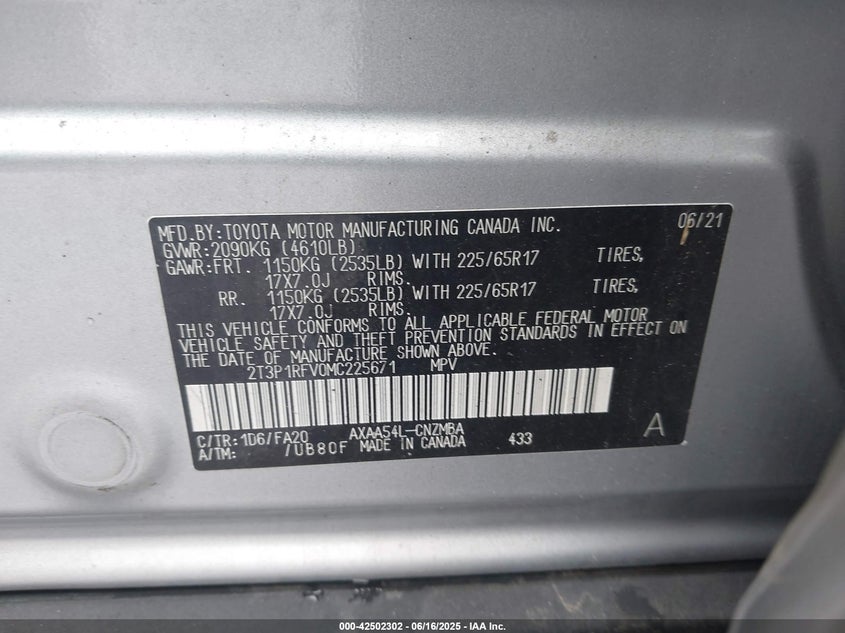 MFD.BY:TOYOTA MOTOR MANUFACTURING CANADA INC. 06/21
GVWR:2090KG (4610LB)
GAWR:FRT. 1150KG (2535LB) WITH 225/65R17 TIRES,
17X7.0J RIMS.
RR. 1150KG (2535LB) WITH 225/65R17 TIRES,
17X7.0J RIMS.
THIS VEHICLE CONFORMS TO ALL APPLICABLE FEDERAL MOTOR
VEHICLE SAFETY AND THEFT PREVENTION STANDARDS IN EFFECT ON
THE DATE OF MANUFACTURE SHOWN ABOVE.
2T3P1RFV0MC225671 MPV
C/TR:1D6/FA20 AXAA54L-CNZMBA
A/TM: /UB80F MADE IN CANADA 433 A
000-42502302 - 06/16/2025 - IAA Inc.